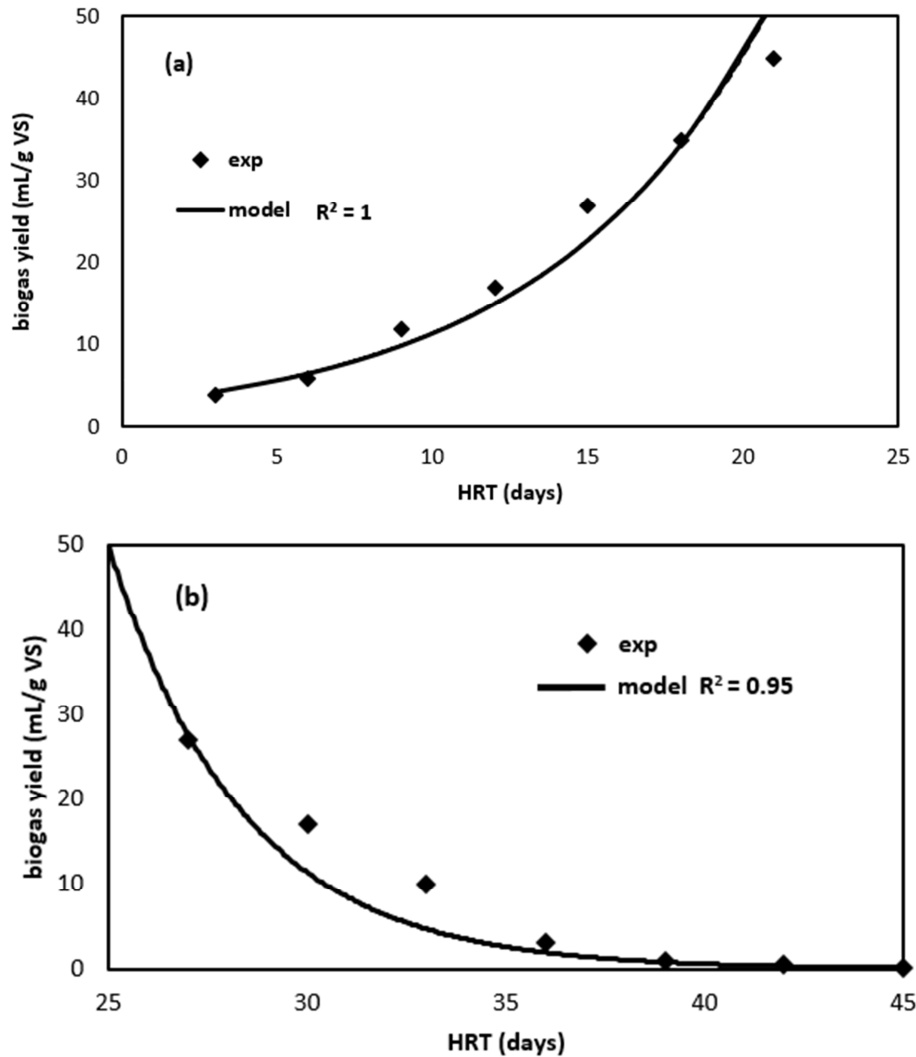 50
(a)
40
exp
30
model R² = 1
20
10
0
biogas yield (mL/g VS)
0 5 10 15 20 25
HRT (days)
50
(b)
40
exp
30
model R² = 0.95
20
10
0
biogas yield (mL/g VS)
25 30 35 40 45
HRT (days)